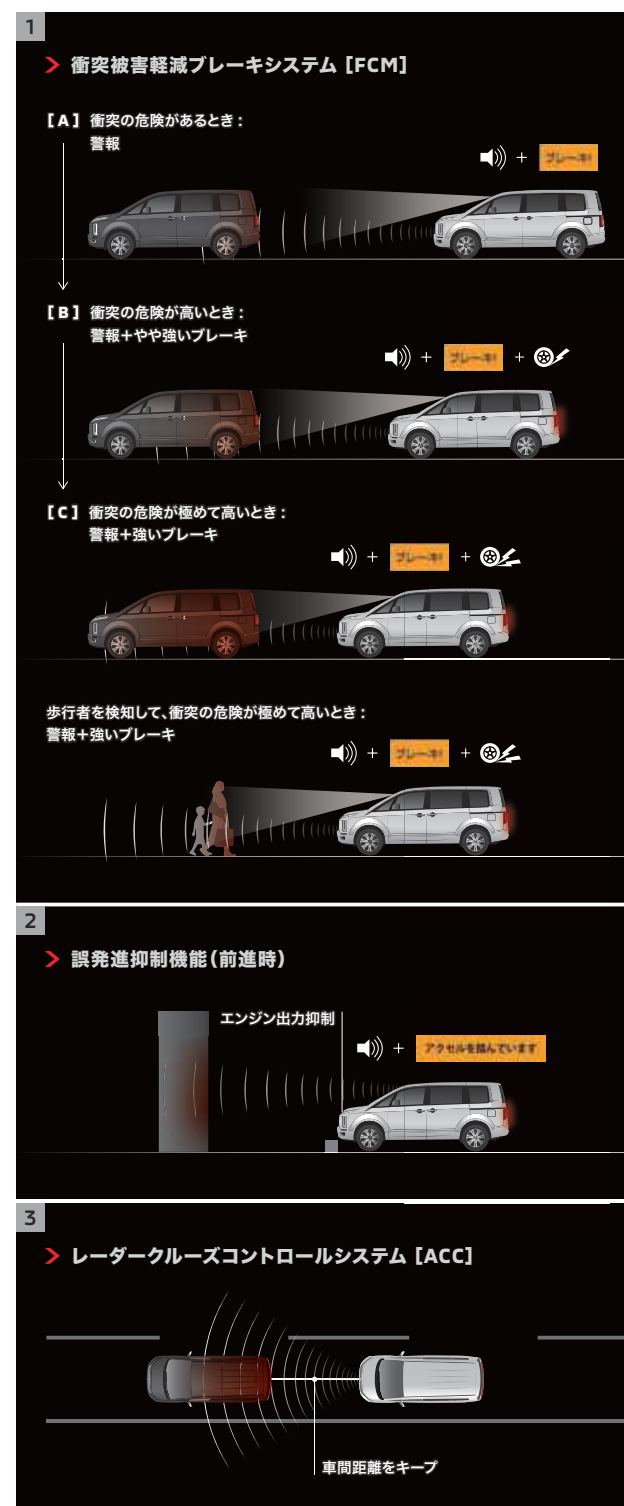 1
衝突被害軽減ブレーキシステム [FCM]
[A] 衝突の危険があるとき：
警報
+ ブレーキ!
[B] 衝突の危険が高いとき：
警報＋やや強いブレーキ
+ ブレーキ! +
[C] 衝突の危険が極めて高いとき：
警報＋強いブレーキ
+ ブレーキ! +
歩行者を検知して、衝突の危険が極めて高いとき：
警報＋強いブレーキ
+ ブレーキ! +
2
誤発進抑制機能（前進時）
エンジン出力抑制
+ アクセルを踏んでいます
3
レーダークルーズコントロールシステム [ACC]
車間距離をキープ